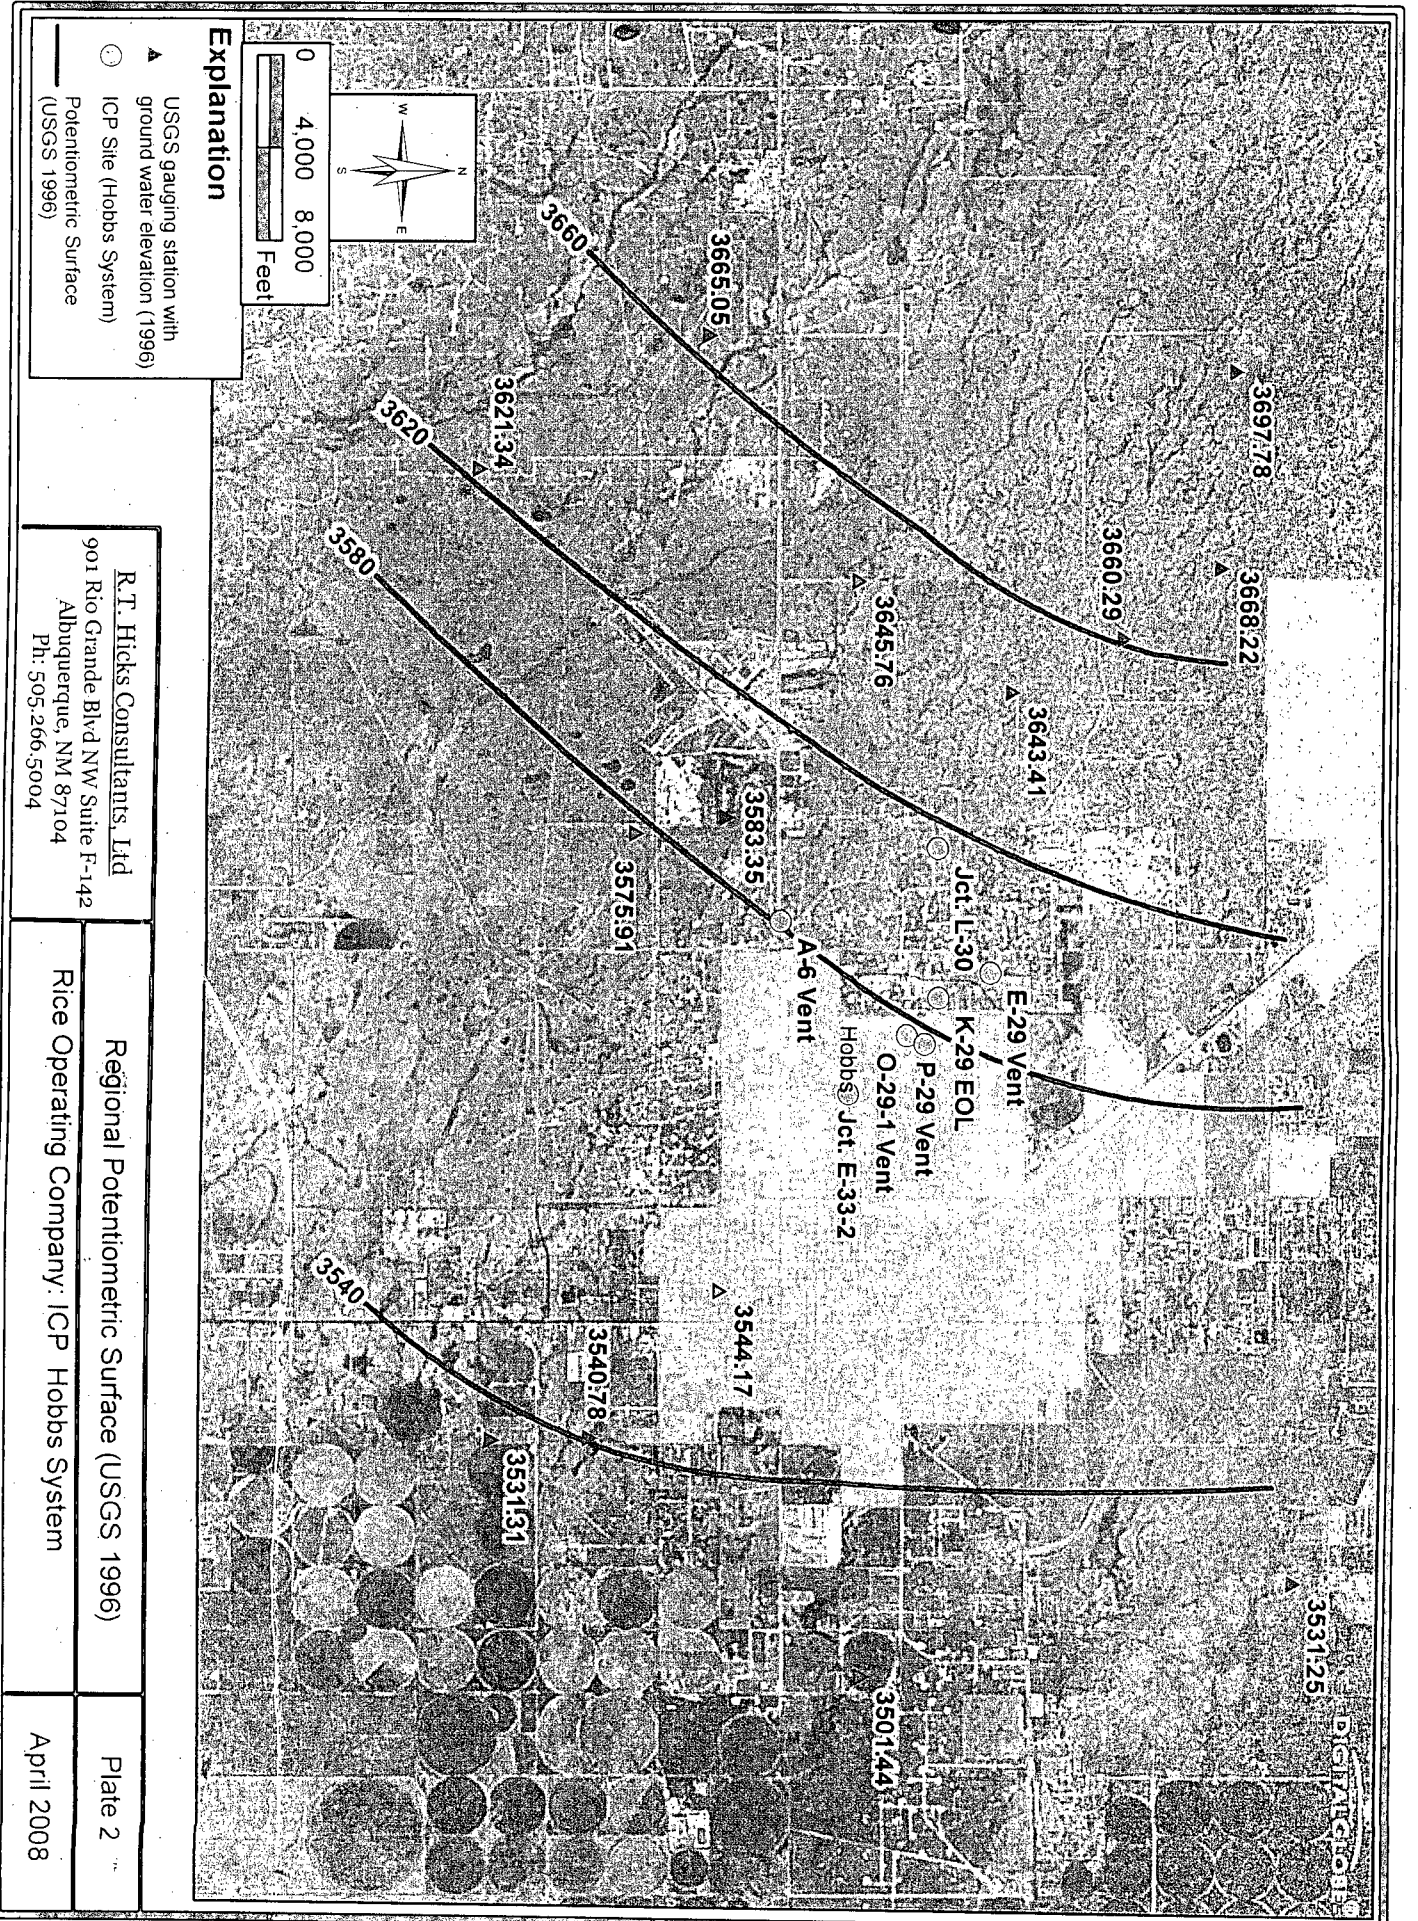 DIGITALGLOBE
3697.78
3668.22
3660.29
3531.25
3643.41
3665.05
3645.76
E-29 Vent
Jct. L-30
K-29 EOL
P-29 Vent
O-29-1 Vent
Hobbs
Jct. E-33-2
A-6 Vent
3501.44
3583.35
3544.17
3575.91
3540.78
3621.34
3531.31
3660
3620
3580
3540
N
W
E
S
0 4,000 8,000
Feet
Explanation
USGS gauging station with
ground water elevation (1996)
ICP Site (Hobbs System)
Potentiometric Surface
(USGS 1996)
R.T. Hicks Consultants, Ltd
901 Rio Grande Blvd NW Suite F-142
Albuquerque, NM 87104
Ph: 505.266.5004
Regional Potentiometric Surface (USGS 1996)
Rice Operating Company: ICP Hobbs System
Plate 2
April 2008